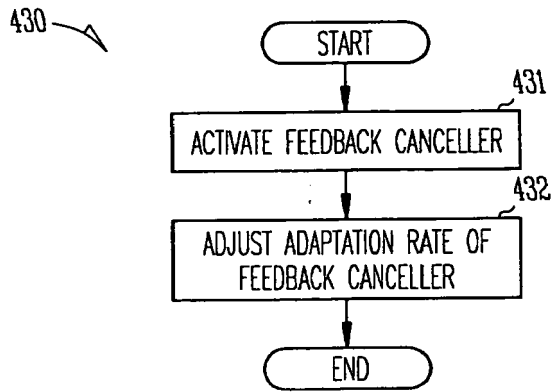 430
START
431
ACTIVATE FEEDBACK CANCELLER
432
ADJUST ADAPTATION RATE OF
FEEDBACK CANCELLER
END